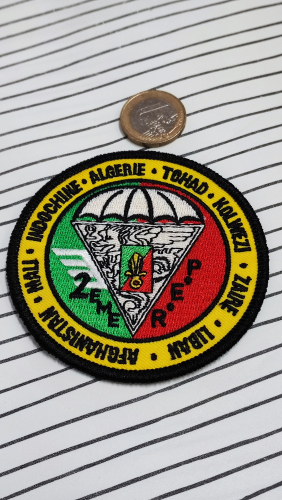 INDOCHINE • ALGERIE • TCHAD • KOLWEZI • ZAIRE • LIBAN • AFGHANISTAN • MALI •
2EME R.E.P